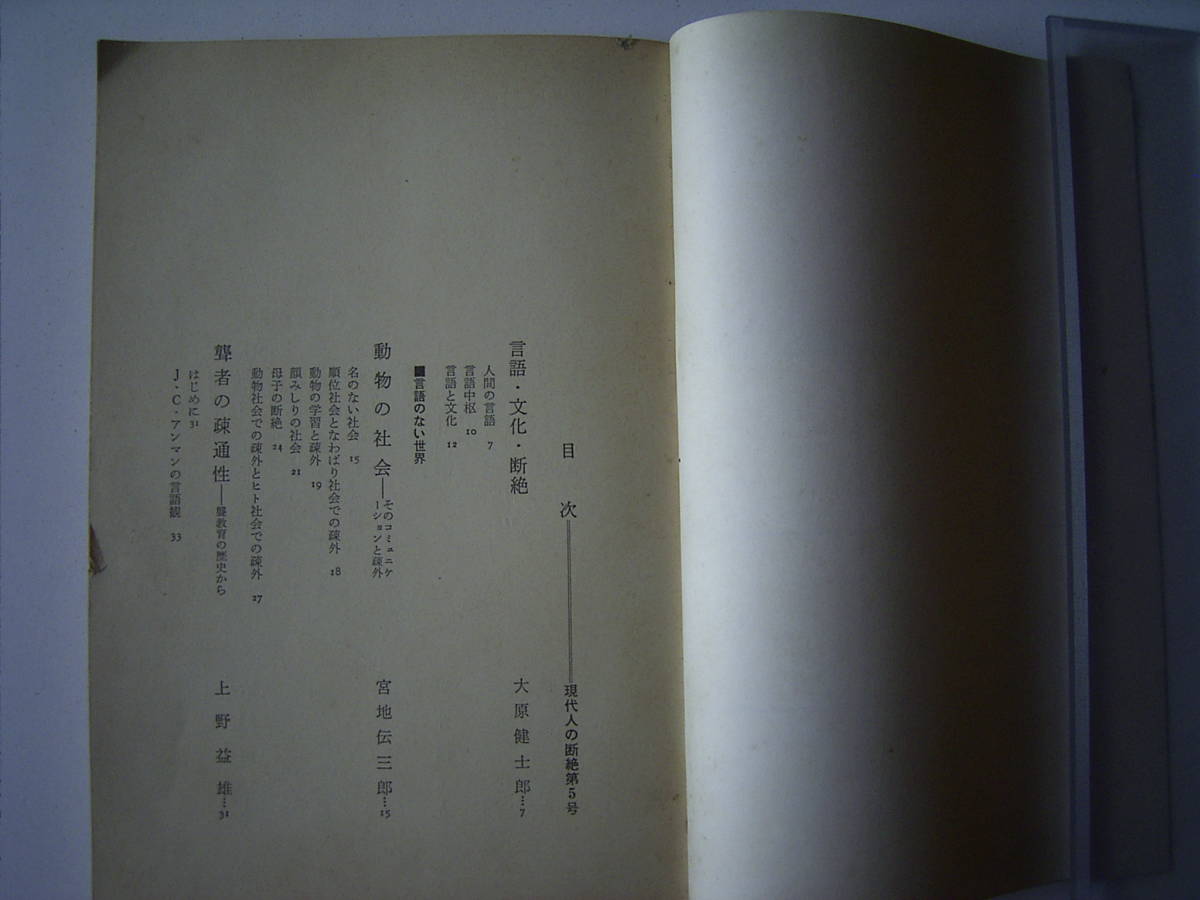 目次 現代人の断絶第5号
言語・文化・断絶 大原健士郎…7
人間の言語 7
言語中枢 10
言語と文化 12
■言語のない世界
動物の社会―そのコミュニケーションと疎外 宮地伝三郎…15
名のない社会 15
順位社会となわばり社会での疎外 18
動物の学習と疎外 19
顔みしりの社会 21
母子の断絶 24
動物社会での疎外とヒト社会での疎外 27
聾者の疎通性―聾教育の歴史から 上野益雄…31
はじめに 31
J・C・アンマンの言語観 33